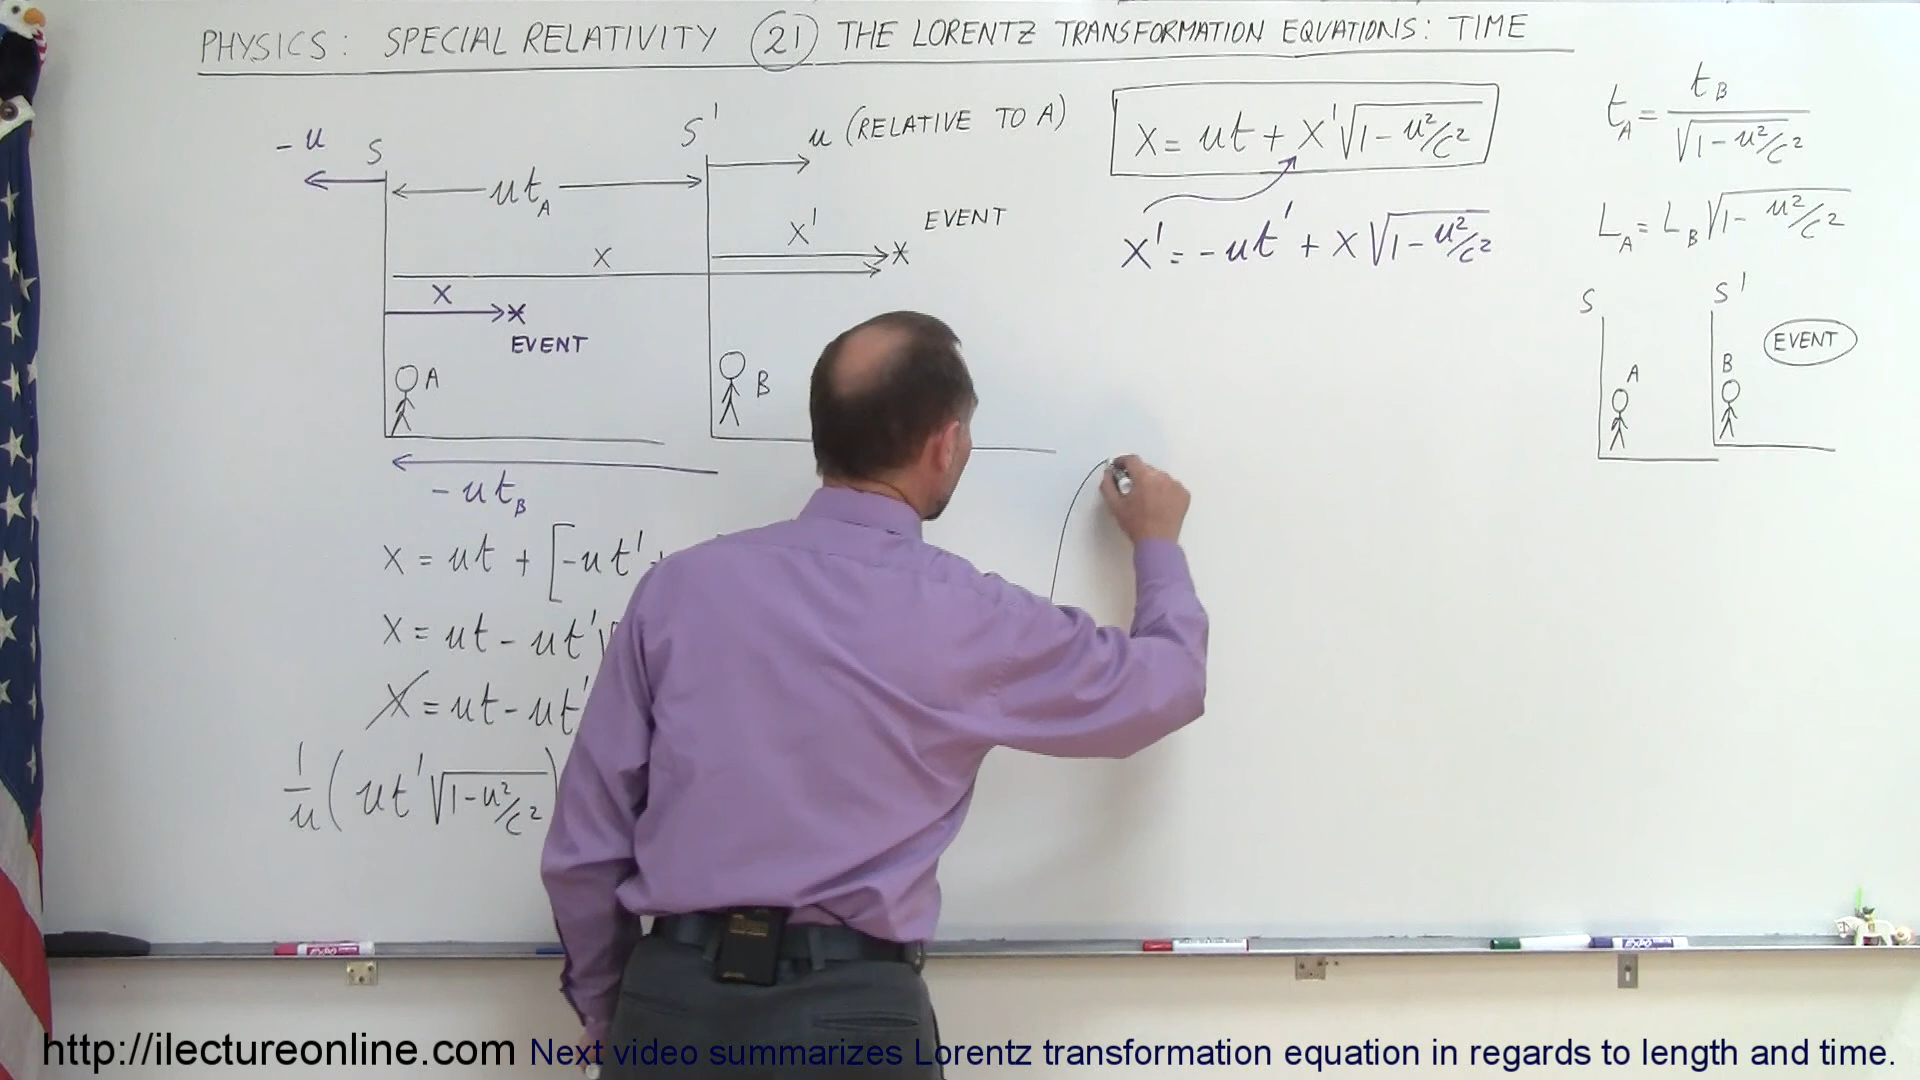 PHYSICS: SPECIAL RELATIVITY (21) THE LORENTZ TRANSFORMATION EQUATIONS: TIME
-u S S' u (RELATIVE TO A)
ut_A
X' EVENT
X
X
EVENT
A B
-ut_B
X = ut + [-ut' +
X = ut - ut'√
X = ut - ut'
1/u (ut'√1-u²/c²)
X = ut + X'√1-u²/c²
X' = -ut' + X√1-u²/c²
t_A = t_B/√1-u²/c²
L_A = L_B√1-u²/c²
S S'
EVENT
A B
http://ilectureonline.com Next video summarizes Lorentz transformation equation in regards to length and time.